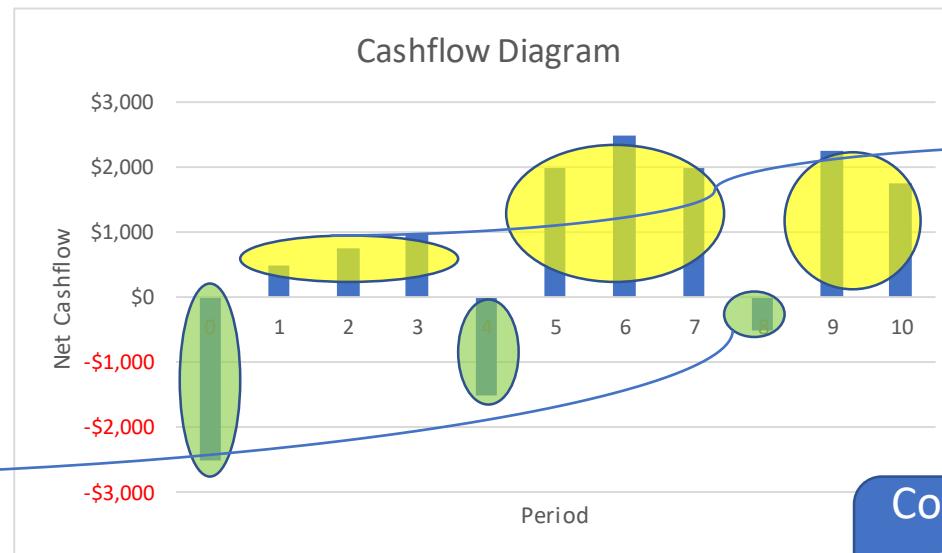 Cashflow Diagram
Net Cashflow
$3,000
$2,000
$1,000
$0
-$1,000
-$2,000
-$3,000
0 1 2 3 4 5 6 7 8 9 10
Period
Co